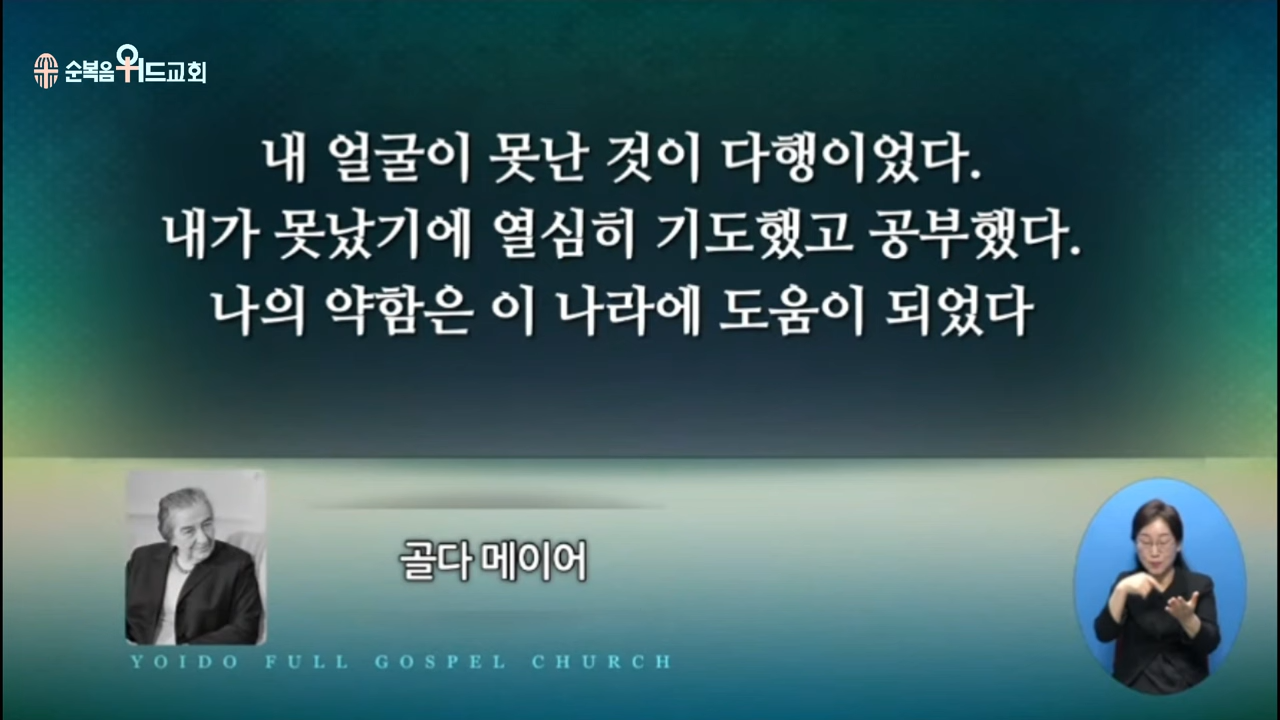 순복음위드교회
내 얼굴이 못난 것이 다행이었다.
내가 못났기에 열심히 기도했고 공부했다.
나의 약함은 이 나라에 도움이 되었다
골다 메이어
YOIDO FULL GOSPEL CHURCH